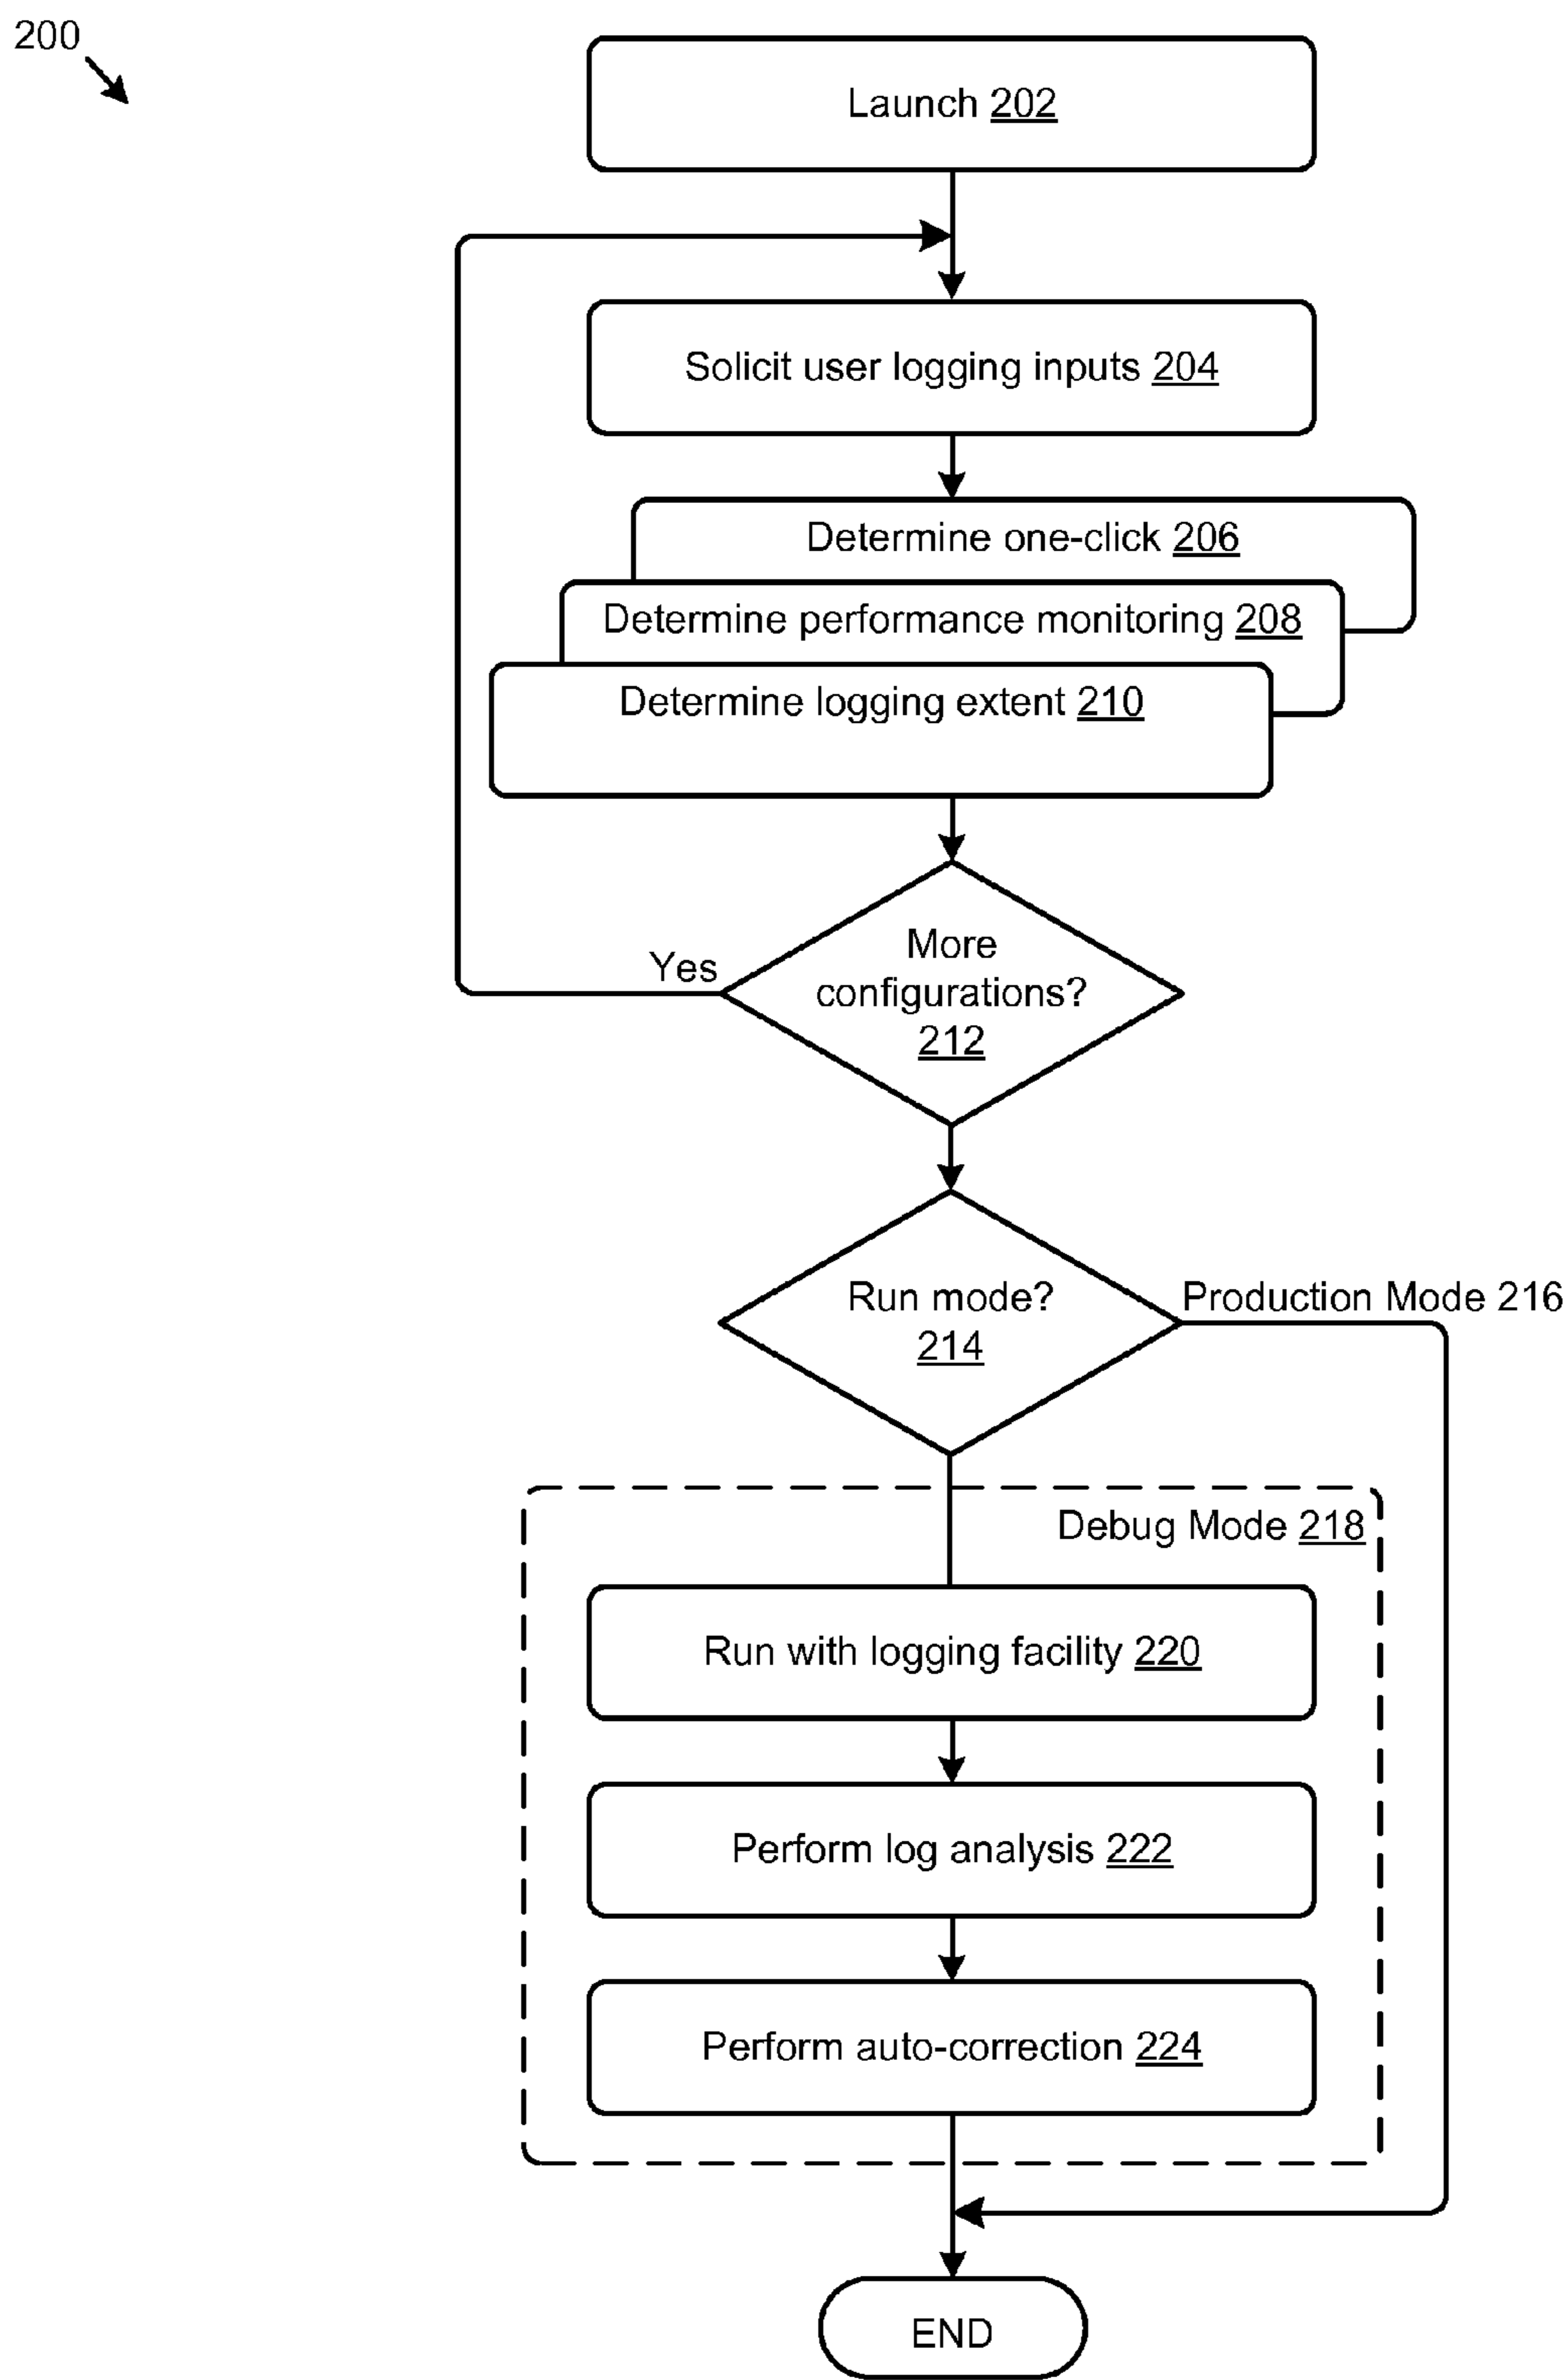 200
Launch 202
Solicit user logging inputs 204
Determine one-click 206
Determine performance monitoring 208
Determine logging extent 210
More
configurations?
212
Yes
Run mode?
214
Production Mode 216
Debug Mode 218
Run with logging facility 220
Perform log analysis 222
Perform auto-correction 224
END